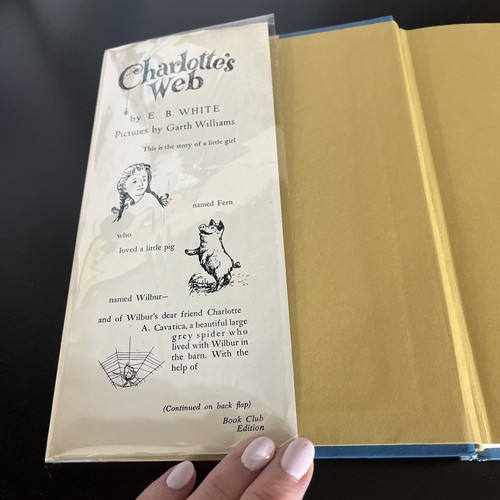 Charlotte's
Web
by E. B. WHITE
Pictures by Garth Williams
This is the story of a little girl
named Fern
who
loved a little pig
named Wilbur—
and of Wilbur's dear friend Charlotte
A. Cavatica, a beautiful large
grey spider who
lived with Wilbur in
the barn. With the
help of
(Continued on back flap)
Book Club
Edition